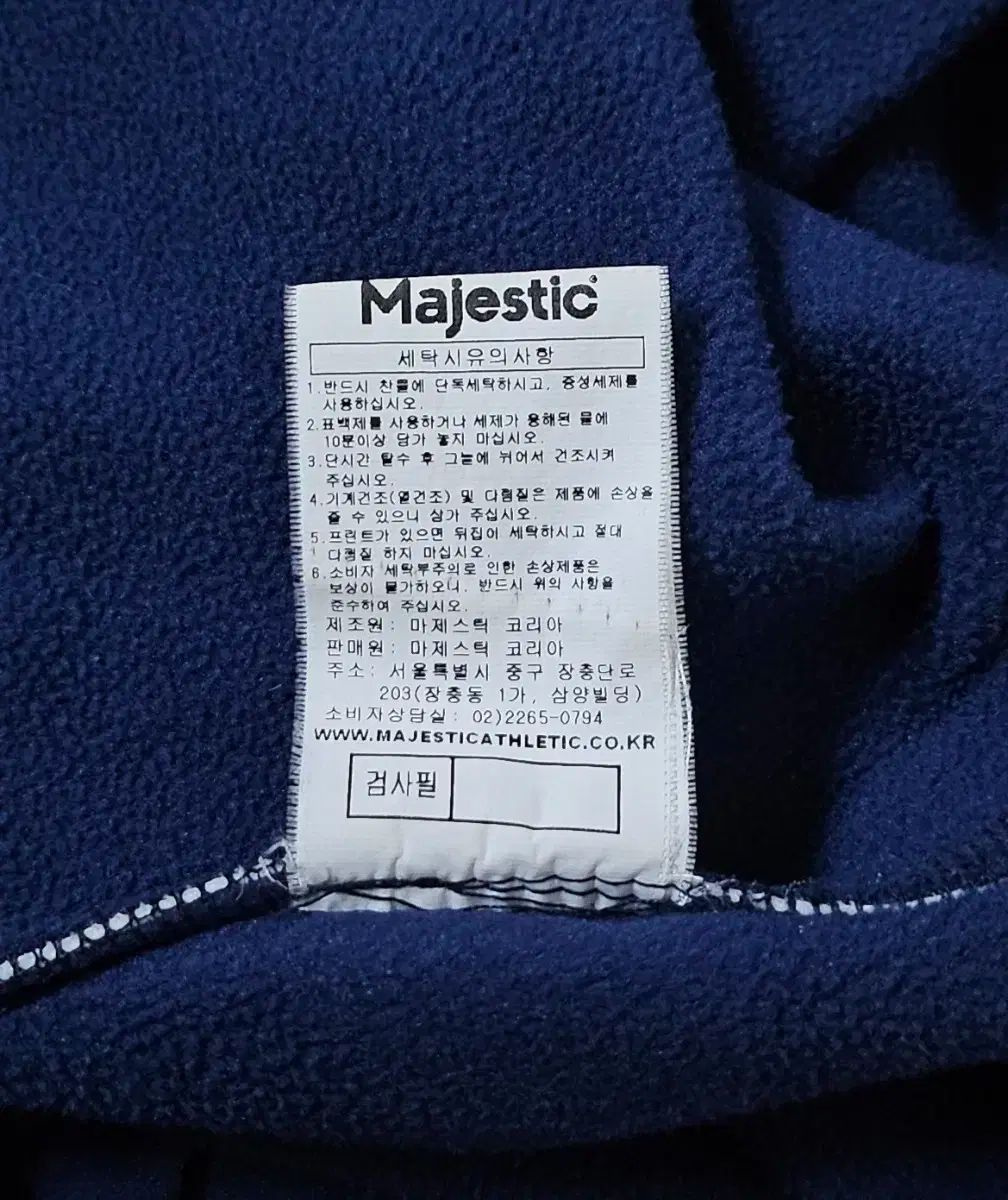 Majestic
세탁시유의사항
1.반드시 찬물에 단독세탁하시고, 중성세제를
사용하십시오.
2.표백제를 사용하거나 세제가 용해된 물에
10분이상 담가 놓지 마십시오.
3.단시간 탈수 후 그늘에 뉘어서 건조시켜
주십시오.
4.기계건조(열건조) 및 다림질은 제품에 손상을
줄 수 있으니 삼가 주십시오.
5.프린트가 있으면 뒤집어 세탁하시고 절대
다림질 하지 마십시오.
6.소비자 세탁부주의로 인한 손상제품은
보상이 불가하오니, 반드시 위의 사항을
준수하여 주십시오.
제조원: 마제스틱 코리아
판매원: 마제스틱 코리아
주소: 서울특별시 중구 장충단로
203(장충동 1가, 삼양빌딩)
소비자상담실: 02)2265-0794
WWW.MAJESTICATHLETIC.CO.KR
검사필